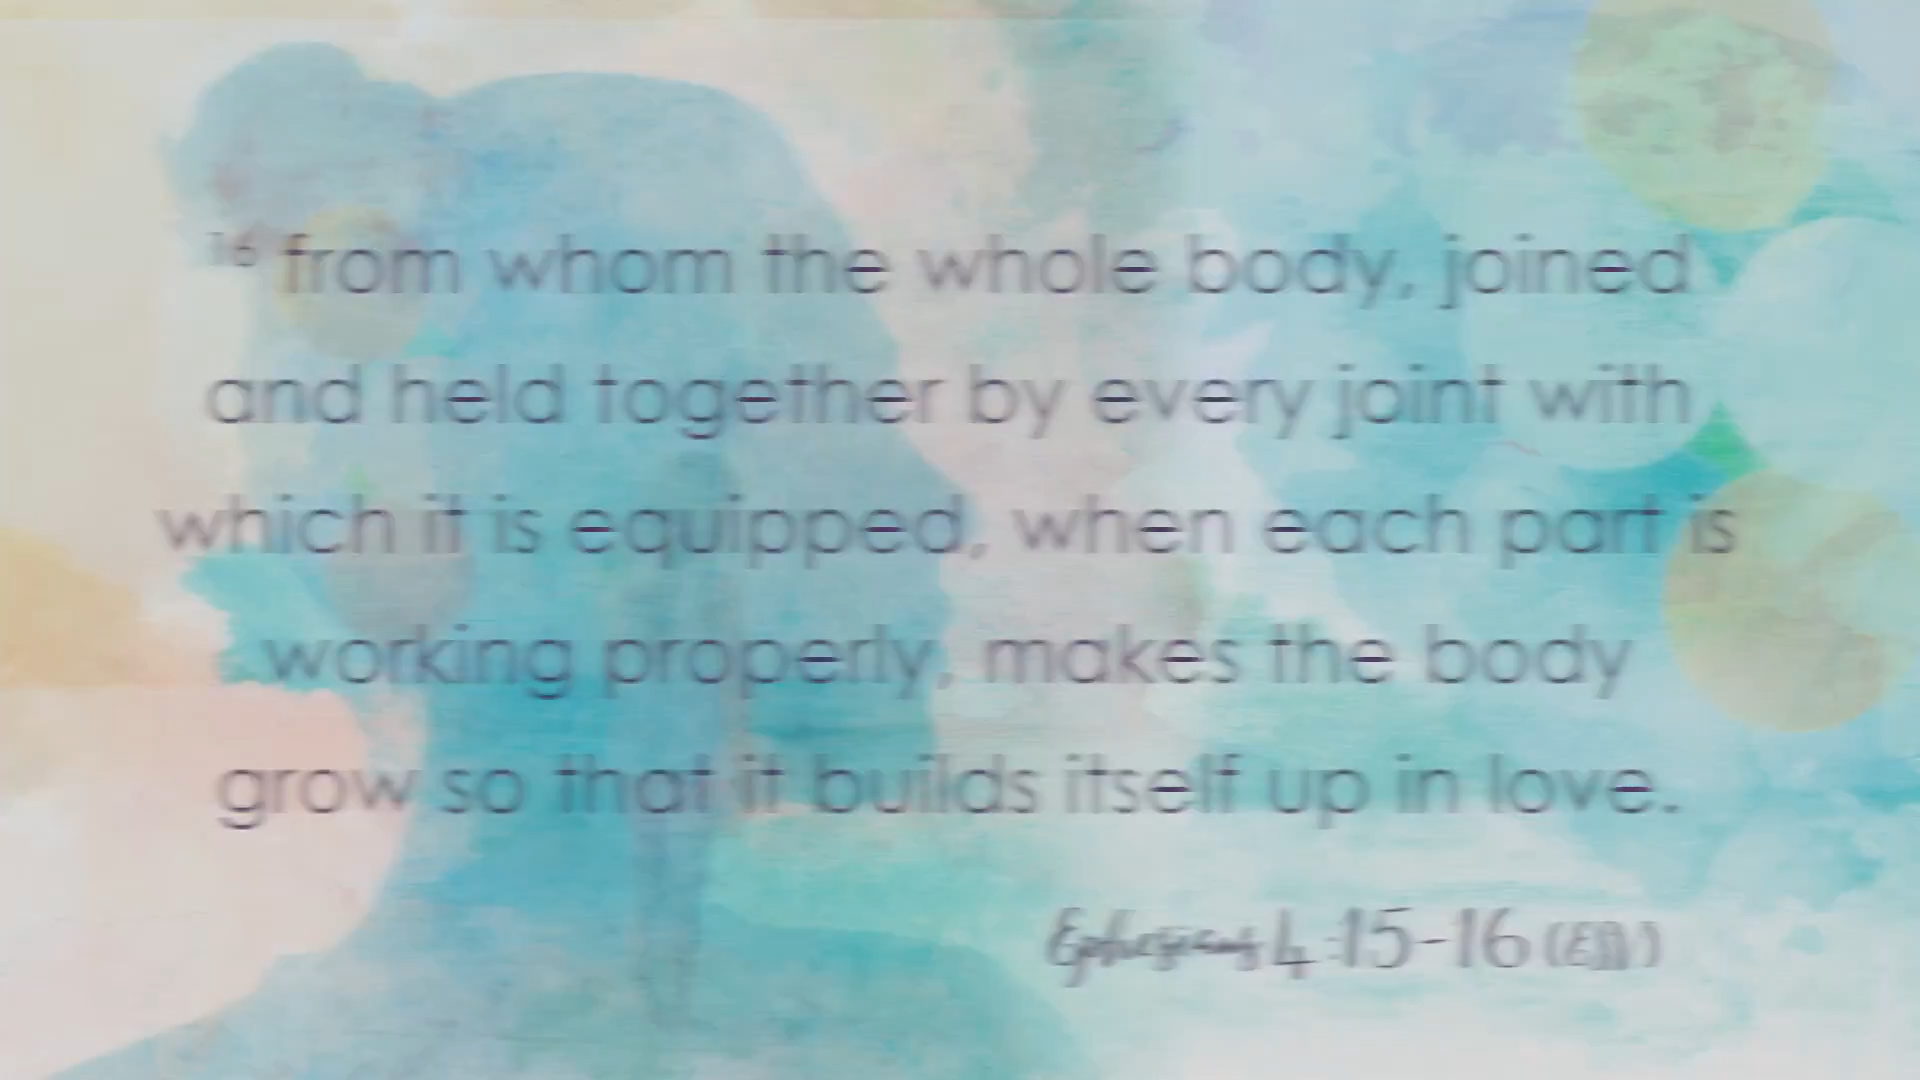 16 from whom the whole body, joined
and held together by every joint with
which it is equipped, when each part is
working properly, makes the body
grow so that it builds itself up in love.
Ephesians 4:15-16